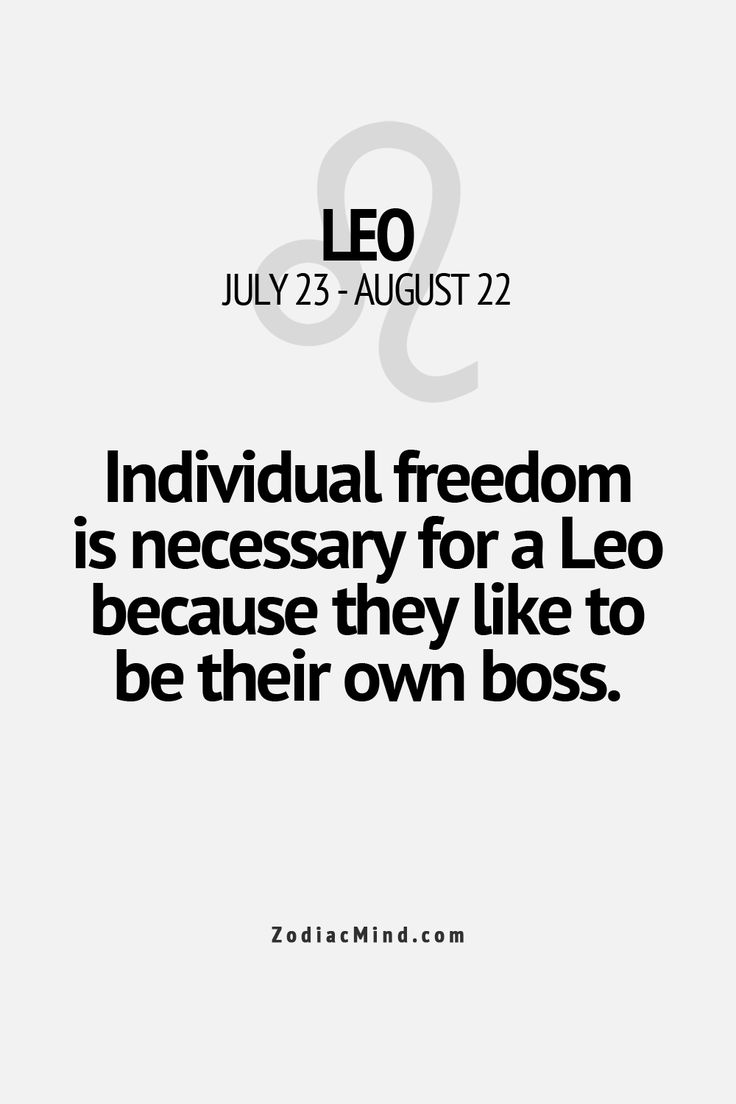 LEO
JULY 23 - AUGUST 22
Individual freedom
is necessary for a Leo
because they like to
be their own boss.
ZodiacMind.com